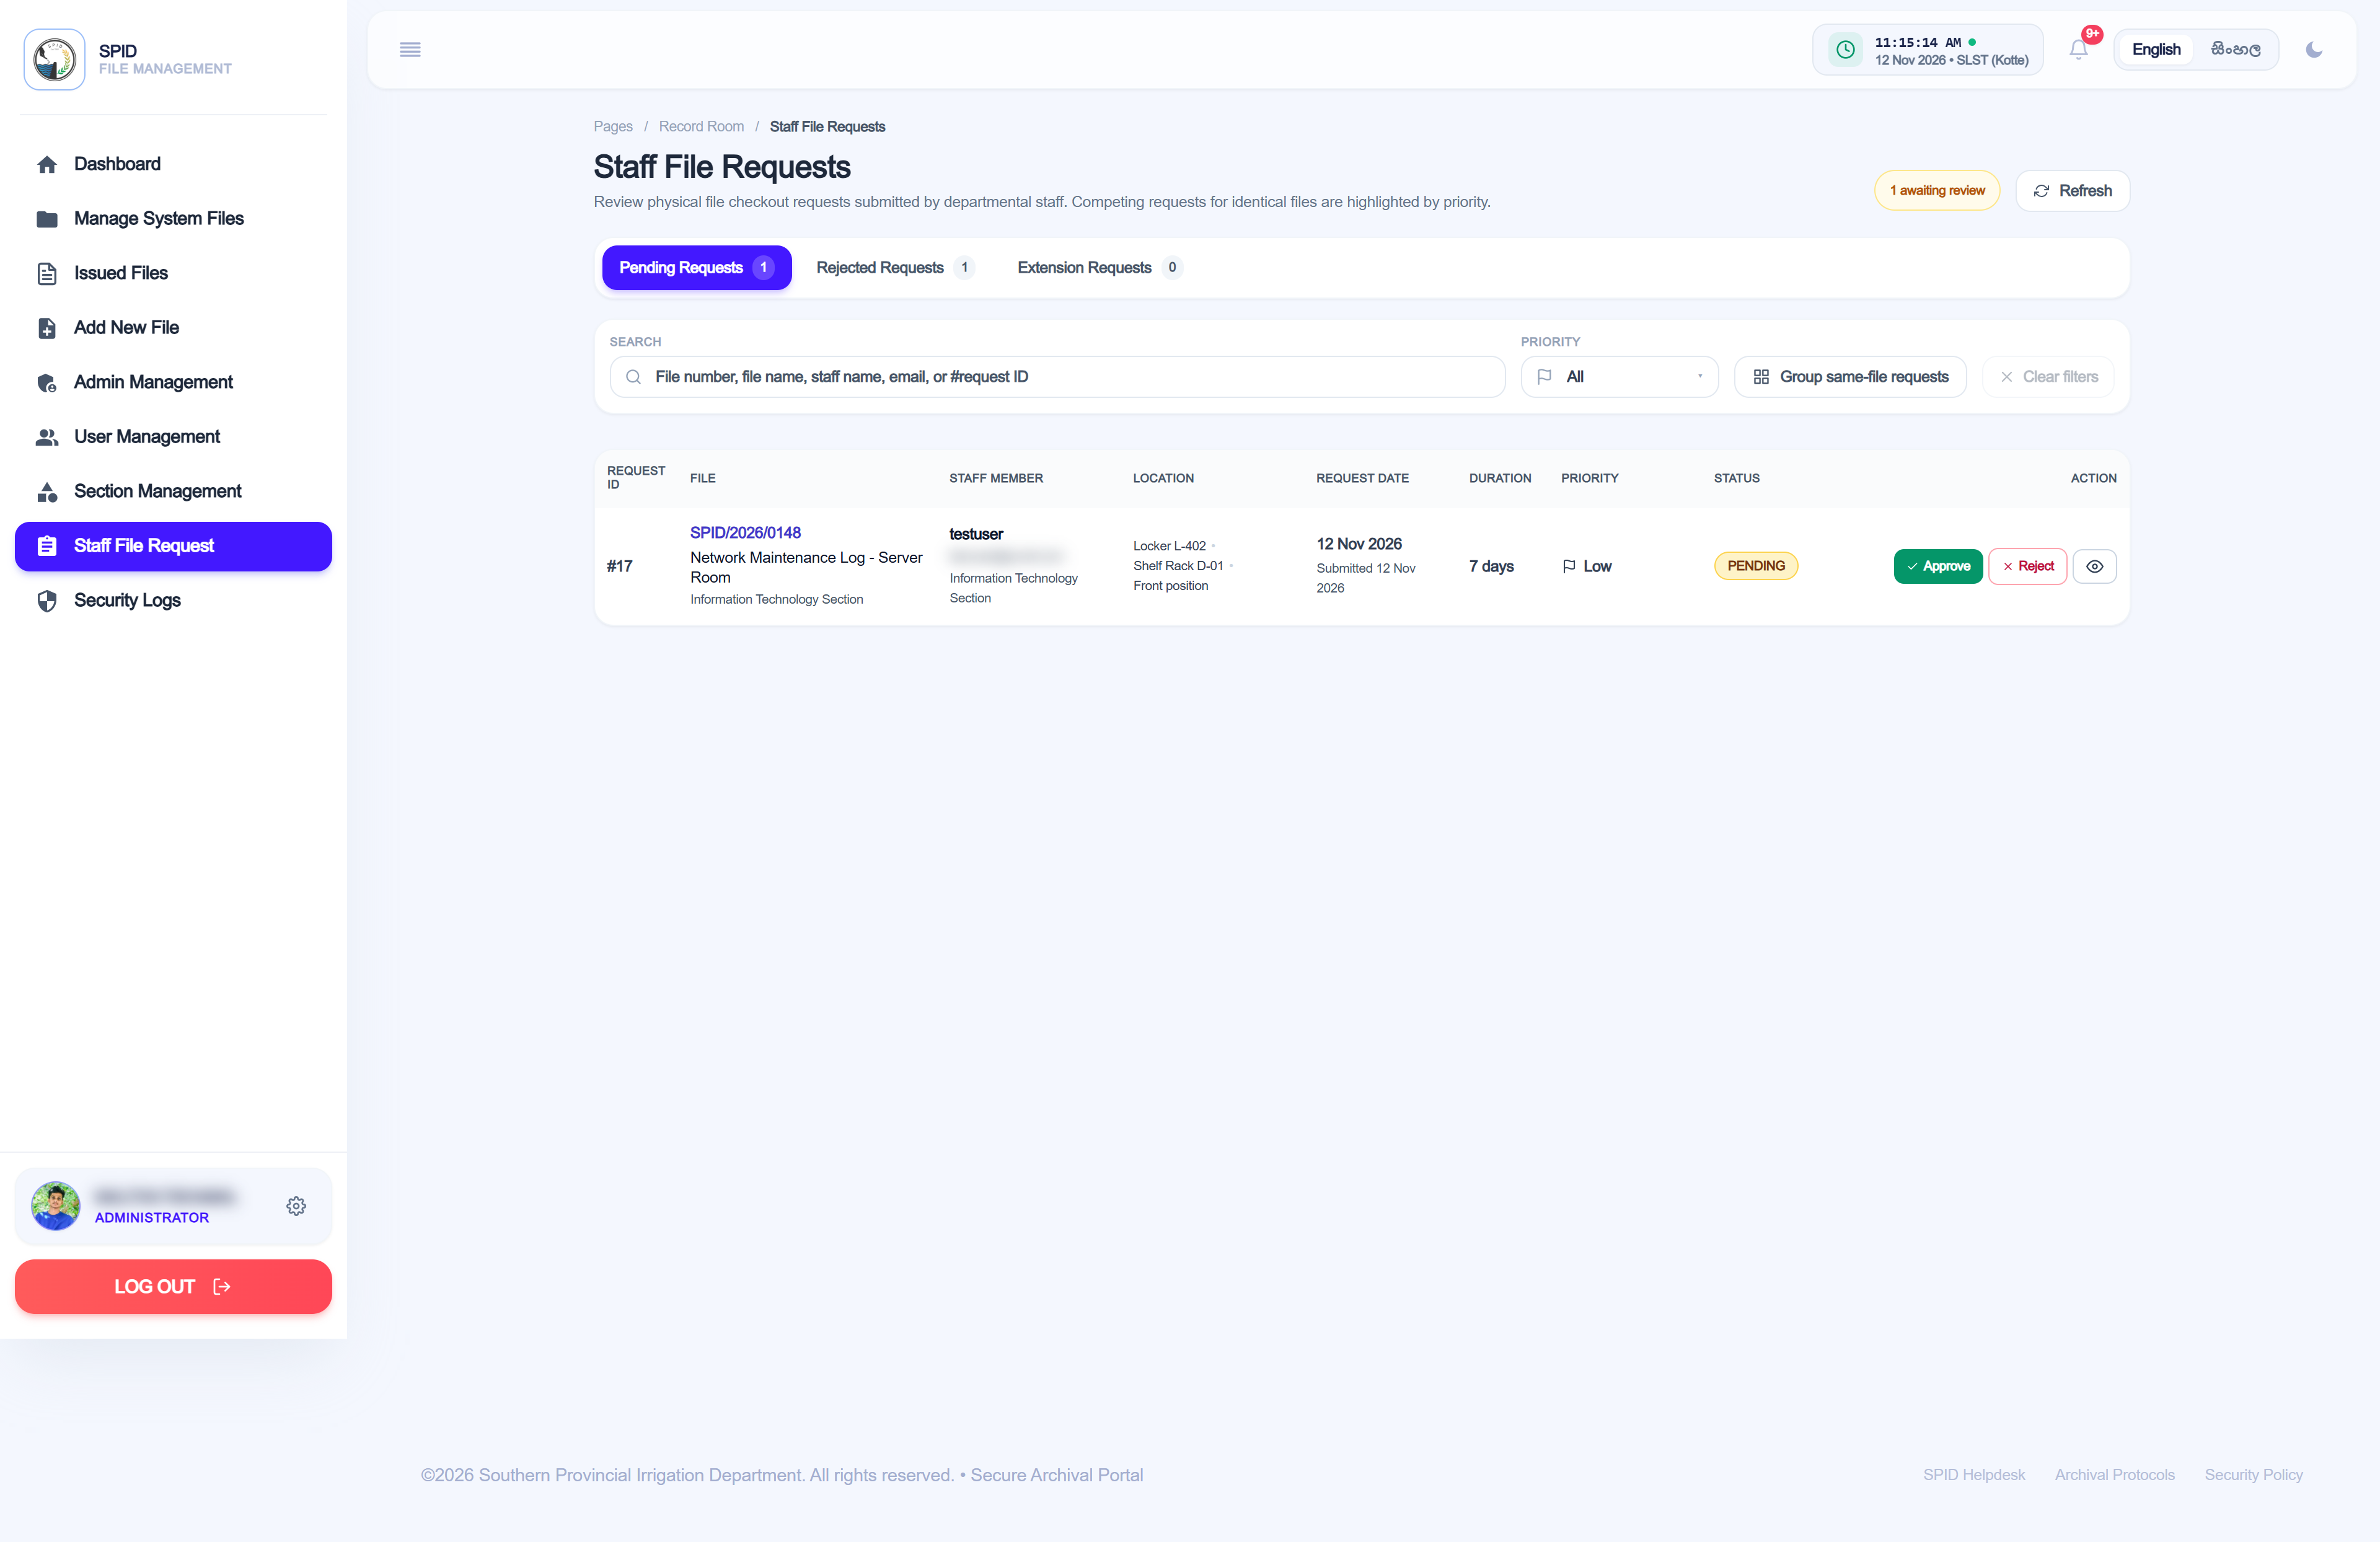 SPID
FILE MANAGEMENT
Dashboard
Manage System Files
Issued Files
Add New File
Admin Management
User Management
Section Management
Staff File Request
Security Logs
ADMINISTRATOR
LOG OUT
11:15:14 AM
12 Nov 2026 • SLST (Kotte)
9+
English
සිංහල
Pages / Record Room / Staff File Requests
Staff File Requests
Review physical file checkout requests submitted by departmental staff. Competing requests for identical files are highlighted by priority.
1 awaiting review
Refresh
Pending Requests 1
Rejected Requests 1
Extension Requests 0
SEARCH
File number, file name, staff name, email, or #request ID
PRIORITY
All
Group same-file requests
Clear filters
REQUEST ID
FILE
STAFF MEMBER
LOCATION
REQUEST DATE
DURATION
PRIORITY
STATUS
ACTION
#17
SPID/2026/0148
Network Maintenance Log - Server
Room
Information Technology Section
testuser
Information Technology
Section
Locker L-402 •
Shelf Rack D-01 •
Front position
12 Nov 2026
Submitted 12 Nov
2026
7 days
Low
PENDING
Approve
Reject
©2026 Southern Provincial Irrigation Department. All rights reserved. • Secure Archival Portal
SPID Helpdesk
Archival Protocols
Security Policy